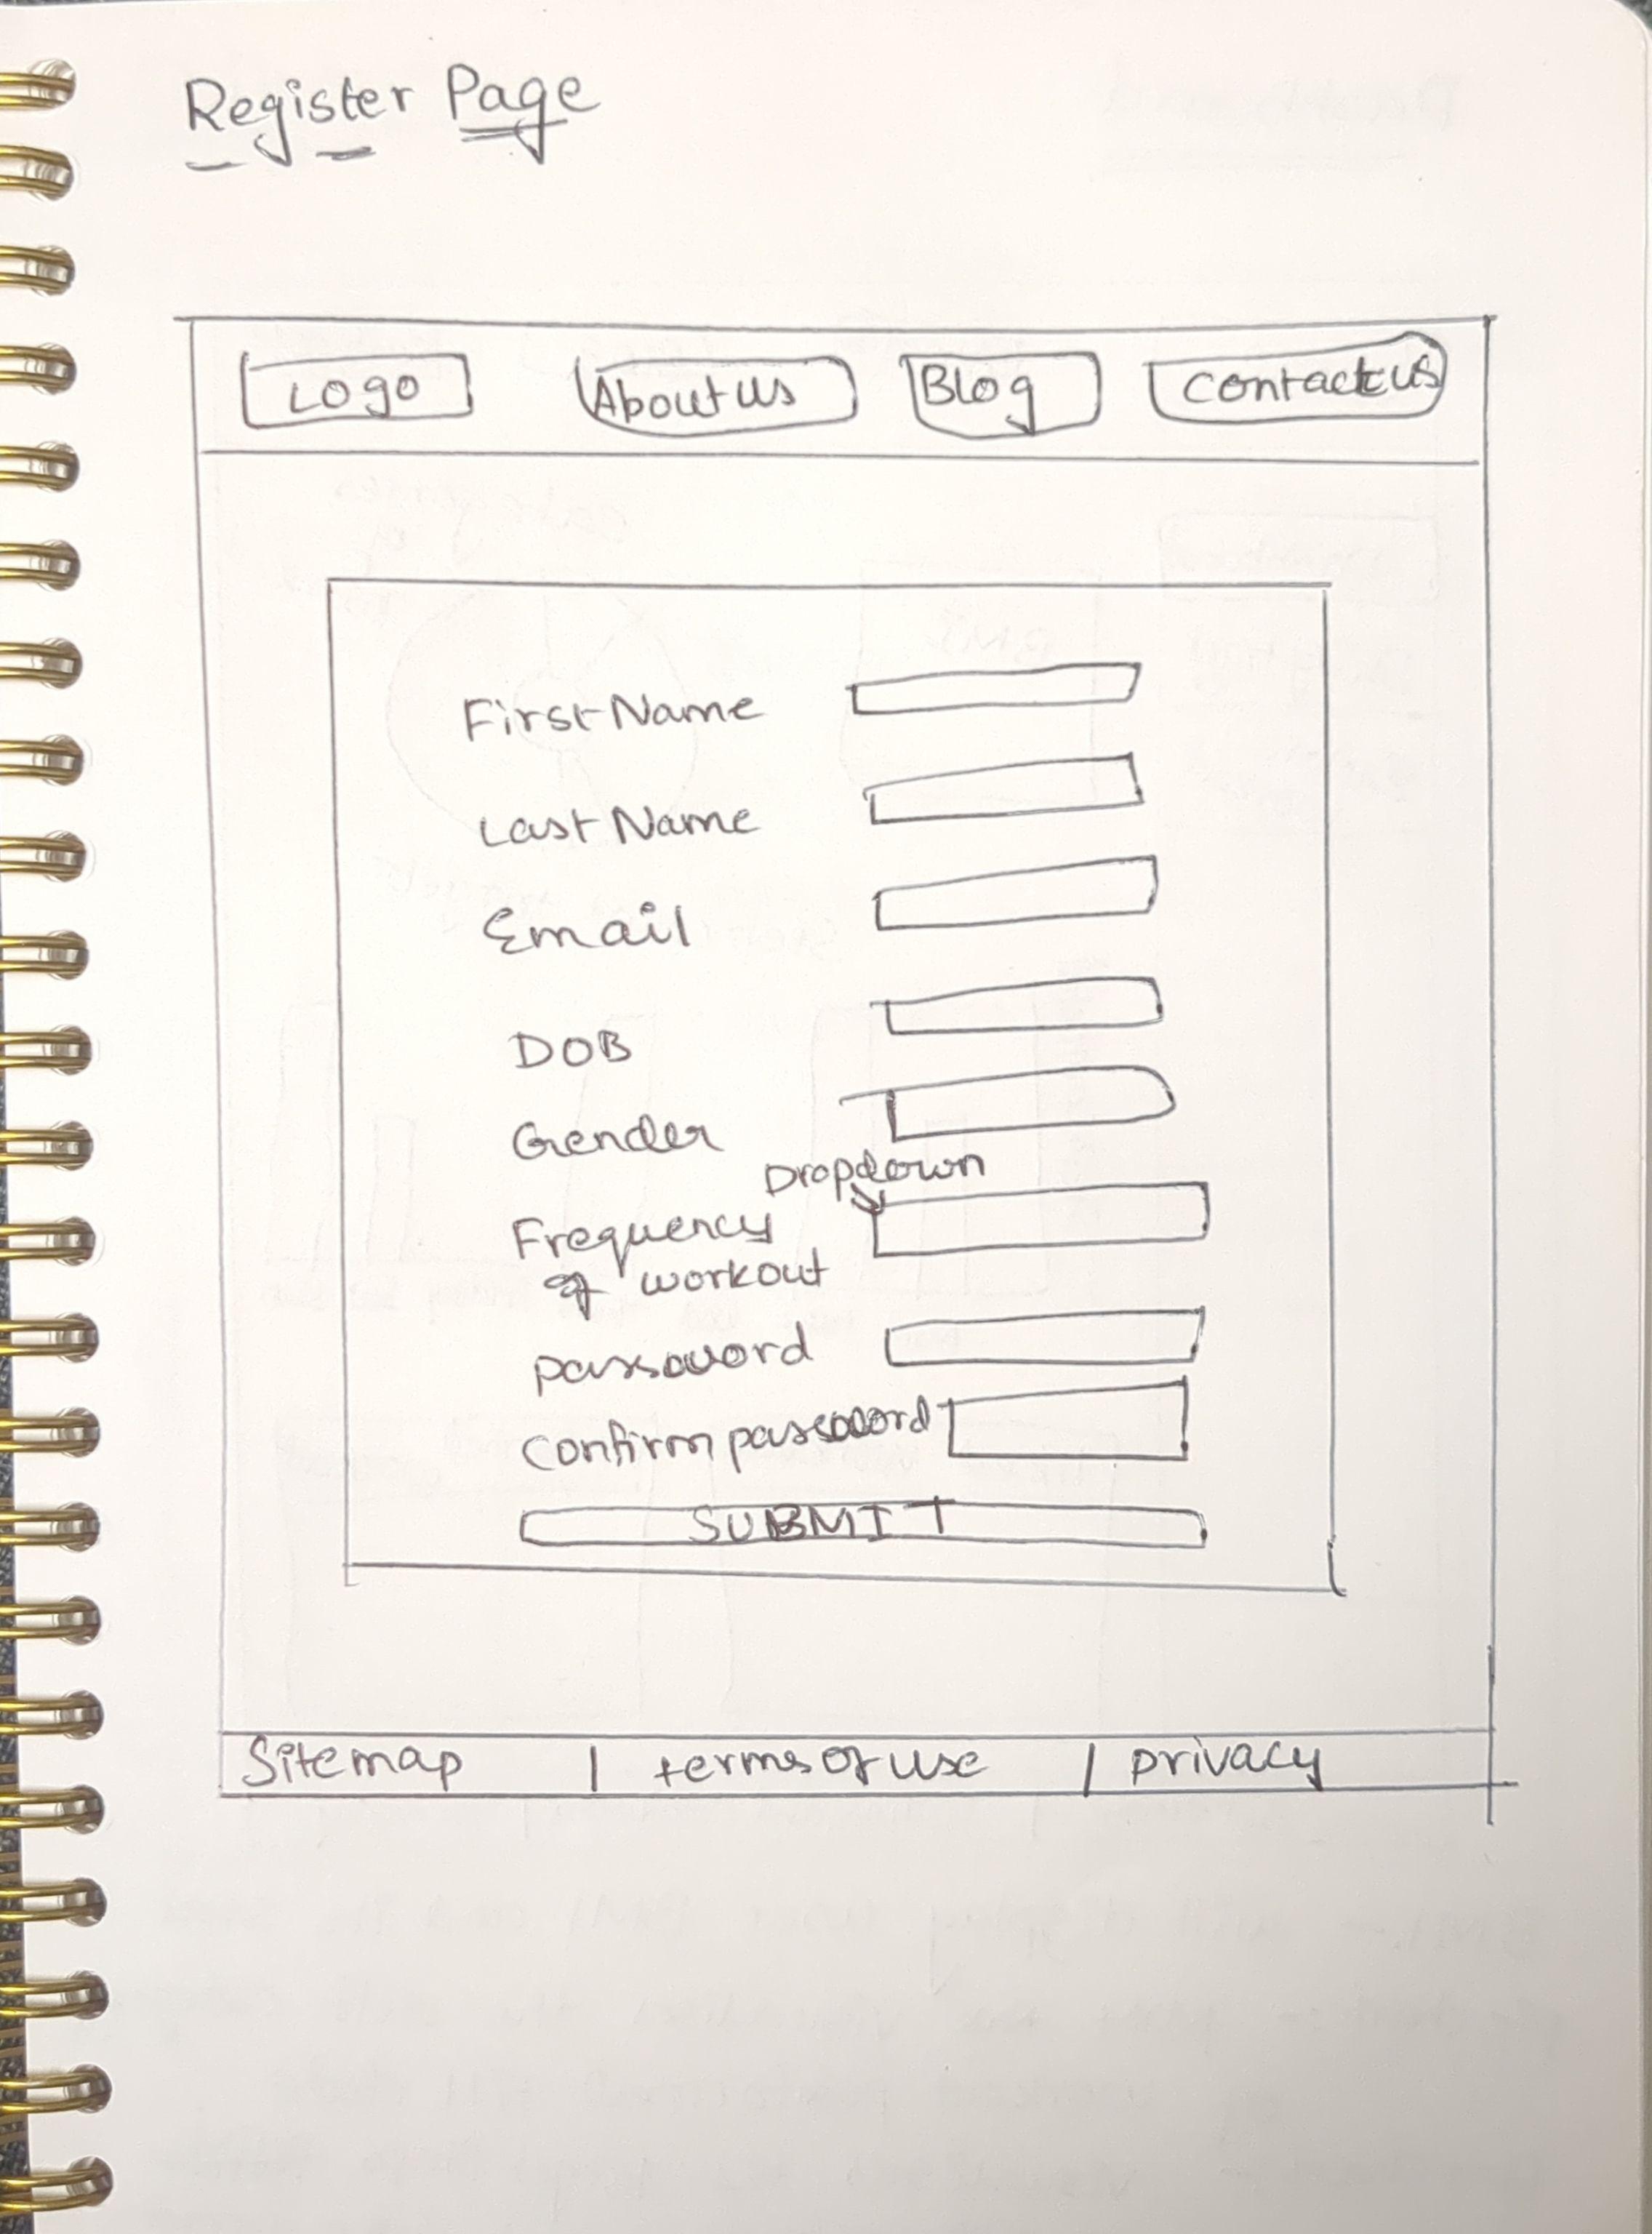 Register Page
Logo
About us
Blog
Contact us
First Name
Last Name
Email
DOB
Gender
Dropdown
Frequency
of workout
password
Confirm password
SUBMIT
Sitemap | terms of use | privacy